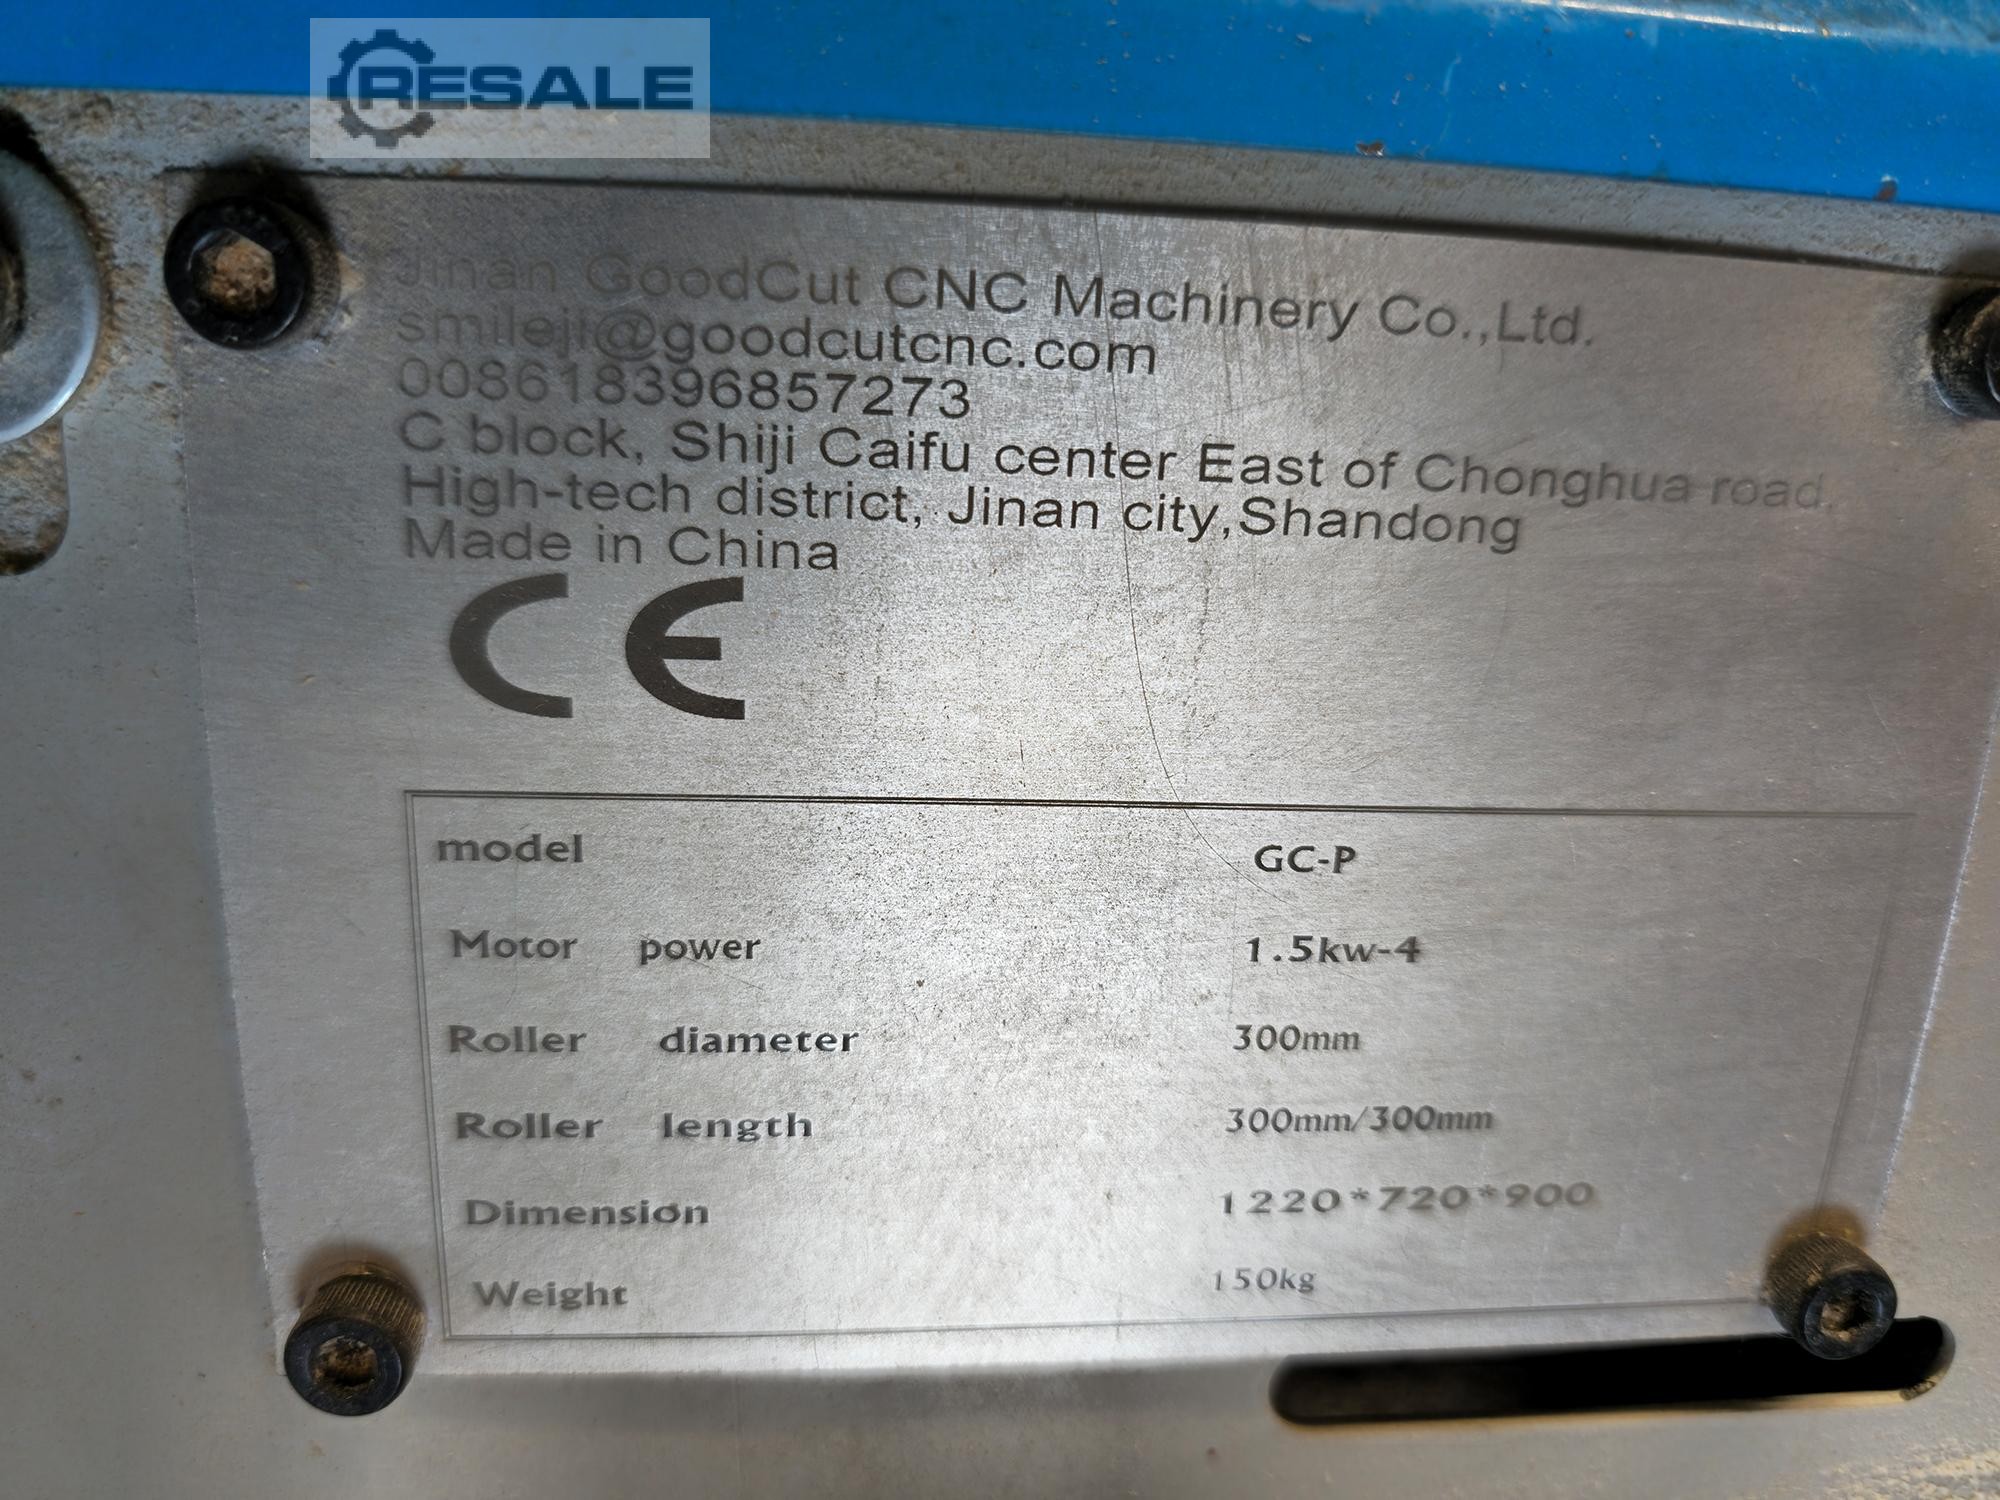 RESALE
Jinan GoodCut CNC Machinery Co.,Ltd.
smileji@goodcutcnc.com
008618396857273
C block, Shiji Caifu center East of Chonghua road,
High-tech district, Jinan city,Shandong
Made in China
CE
model GC-P
Motor power 1.5kw-4
Roller diameter 300mm
Roller length 300mm/300mm
Dimension 1220*720*900
Weight 150kg